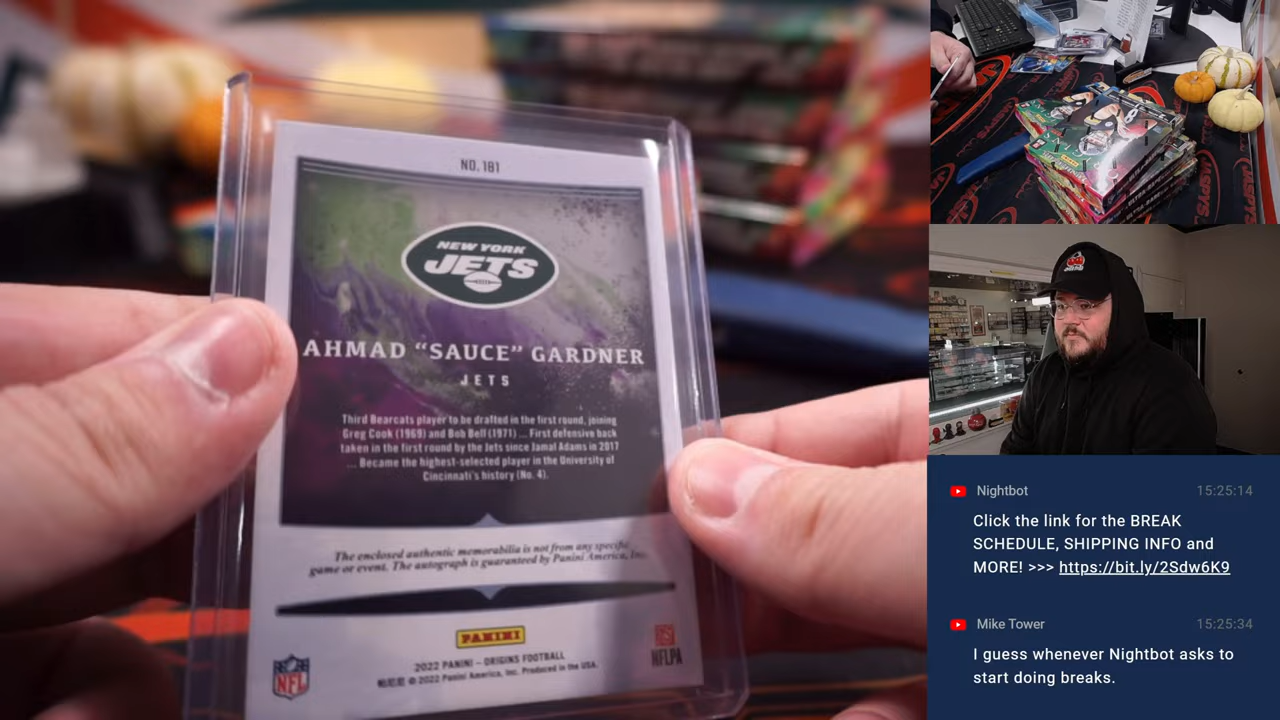 NO. 181
NEW YORK
JETS
AHMAD “SAUCE” GARDNER
JETS
Third Bearcats player to be drafted in the first round, joining
Greg Cook (1969) and Bob Bell (1971) ... First defensive back
taken in the first round by the Jets since Jamal Adams in 2017
... Became the highest-selected player in the University of
Cincinnati's history (No. 4).
The enclosed authentic memorabilia is not from any specific
game or event. The autograph is guaranteed by Panini America, Inc.
PANINI
2022 PANINI – ORIGINS FOOTBALL
© 2022 Panini America, Inc. Produced in the USA.
NFL
NFLPA
Nightbot 15:25:14
Click the link for the BREAK
SCHEDULE, SHIPPING INFO and
MORE! >>> https://bit.ly/2Sdw6K9
Mike Tower 15:25:34
I guess whenever Nightbot asks to
start doing breaks.